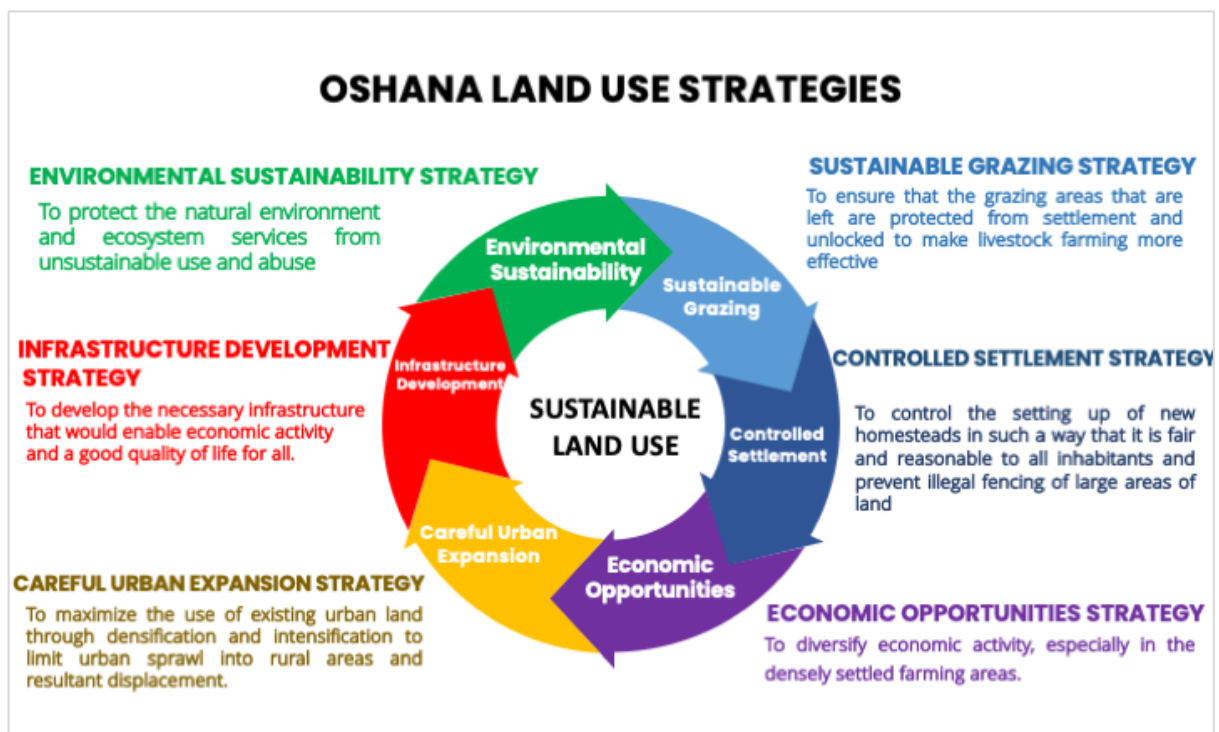 OSHANA LAND USE STRATEGIES
ENVIRONMENTAL SUSTAINABILITY STRATEGY
To protect the natural environment
and ecosystem services from
unsustainable use and abuse
SUSTAINABLE GRAZING STRATEGY
To ensure that the grazing areas that are
left are protected from settlement and
unlocked to make livestock farming more
effective
INFRASTRUCTURE DEVELOPMENT
STRATEGY
To develop the necessary infrastructure
that would enable economic activity
and a good quality of life for all.
CONTROLLED SETTLEMENT STRATEGY
To control the setting up of new
homesteads in such a way that it is fair
and reasonable to all inhabitants and
prevent illegal fencing of large areas of
land
CAREFUL URBAN EXPANSION STRATEGY
To maximize the use of existing urban land
through densification and intensification to
limit urban sprawl into rural areas and
resultant displacement.
ECONOMIC OPPORTUNITIES STRATEGY
To diversify economic activity, especially in the
densely settled farming areas.
Environmental
Sustainability
Sustainable
Grazing
Controlled
Settlement
Economic
Opportunities
Careful Urban
Expansion
Infrastructure
Development
SUSTAINABLE
LAND USE